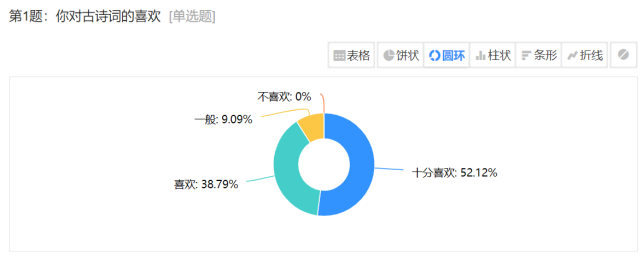 第1题：你对古诗词的喜欢 [单选题]
表格 饼状 圆环 柱状 条形 折线
不喜欢: 0%
一般: 9.09%
十分喜欢: 52.12%
喜欢: 38.79%